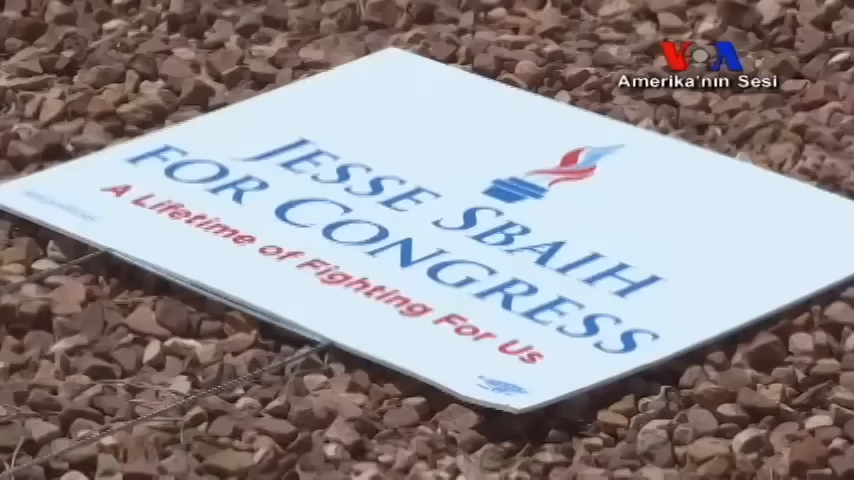 VOA
Amerika'nın Sesi
JESSE SBAIH
FOR CONGRESS
A Lifetime of Fighting For Us